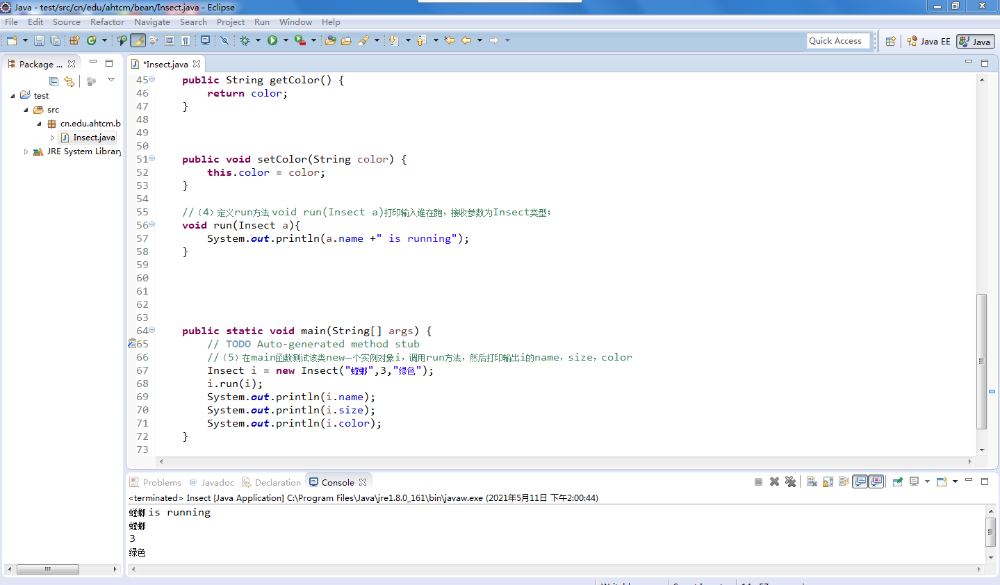 Java - test/src/cn/edu/ahtcm/bean/Insect.java - Eclipse
File Edit Source Refactor Navigate Search Project Run Window Help
Quick Access Java EE Java
Package ... *Insect.java
test
src
cn.edu.ahtcm.b
Insect.java
JRE System Library
45 public String getColor() {
46 return color;
47 }
48
49
50
51 public void setColor(String color) {
52 this.color = color;
53 }
54
55 //（4）定义run方法 void run(Insect a)打印输入谁在跑，接收参数为Insect类型；
56 void run(Insect a){
57 System.out.println(a.name +" is running");
58 }
59
60
61
62
63
64 public static void main(String[] args) {
65 // TODO Auto-generated method stub
66 //（5）在main函数测试该类new一个实例对象i，调用run方法，然后打印输出i的name，size，color
67 Insect i = new Insect("螳螂",3,"绿色");
68 i.run(i);
69 System.out.println(i.name);
70 System.out.println(i.size);
71 System.out.println(i.color);
72 }
73
Problems Javadoc Declaration Console
<terminated> Insect [Java Application] C:\Program Files\Java\jre1.8.0_161\bin\javaw.exe (2021年5月11日 下午2:00:44)
螳螂 is running
螳螂
3
绿色